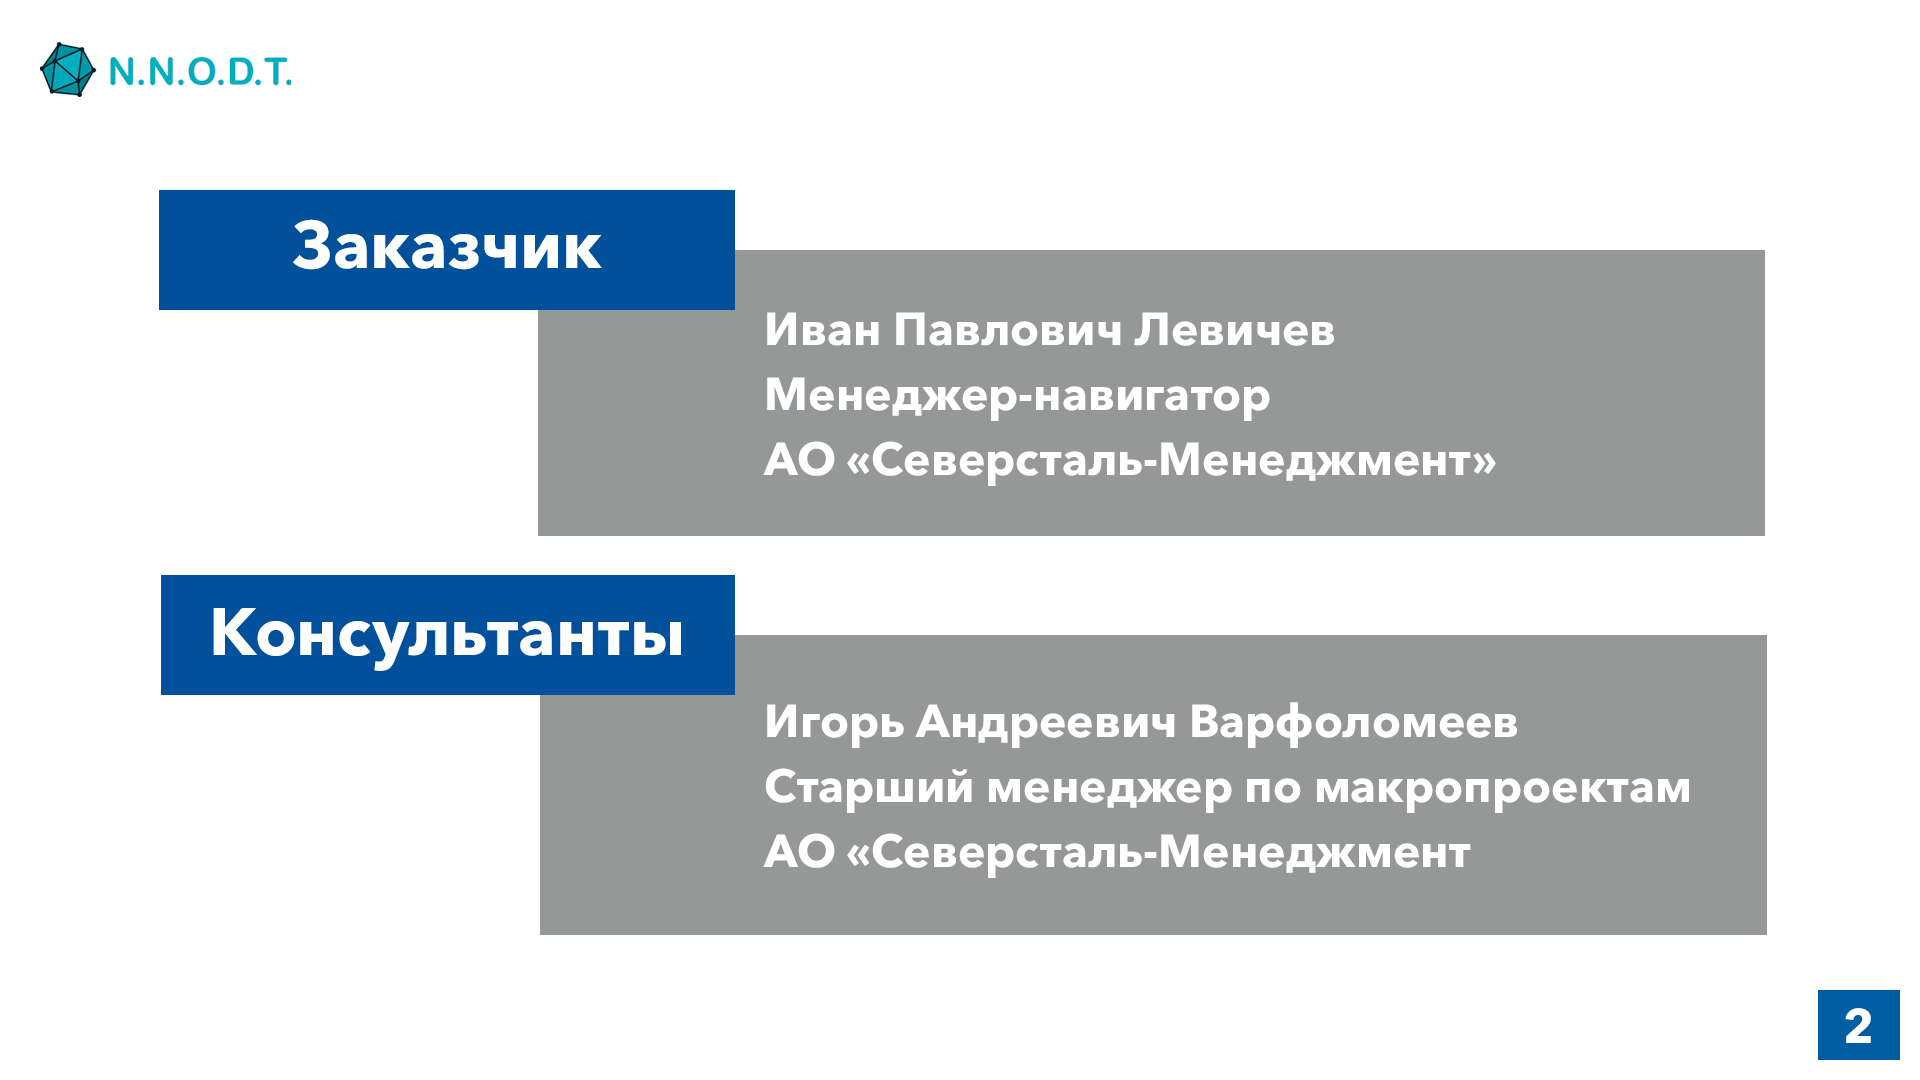 N.N.O.D.T.
Заказчик
Иван Павлович Левичев
Менеджер-навигатор
АО «Северсталь-Менеджмент»
Консультанты
Игорь Андреевич Варфоломеев
Старший менеджер по макропроектам
АО «Северсталь-Менеджмент
2